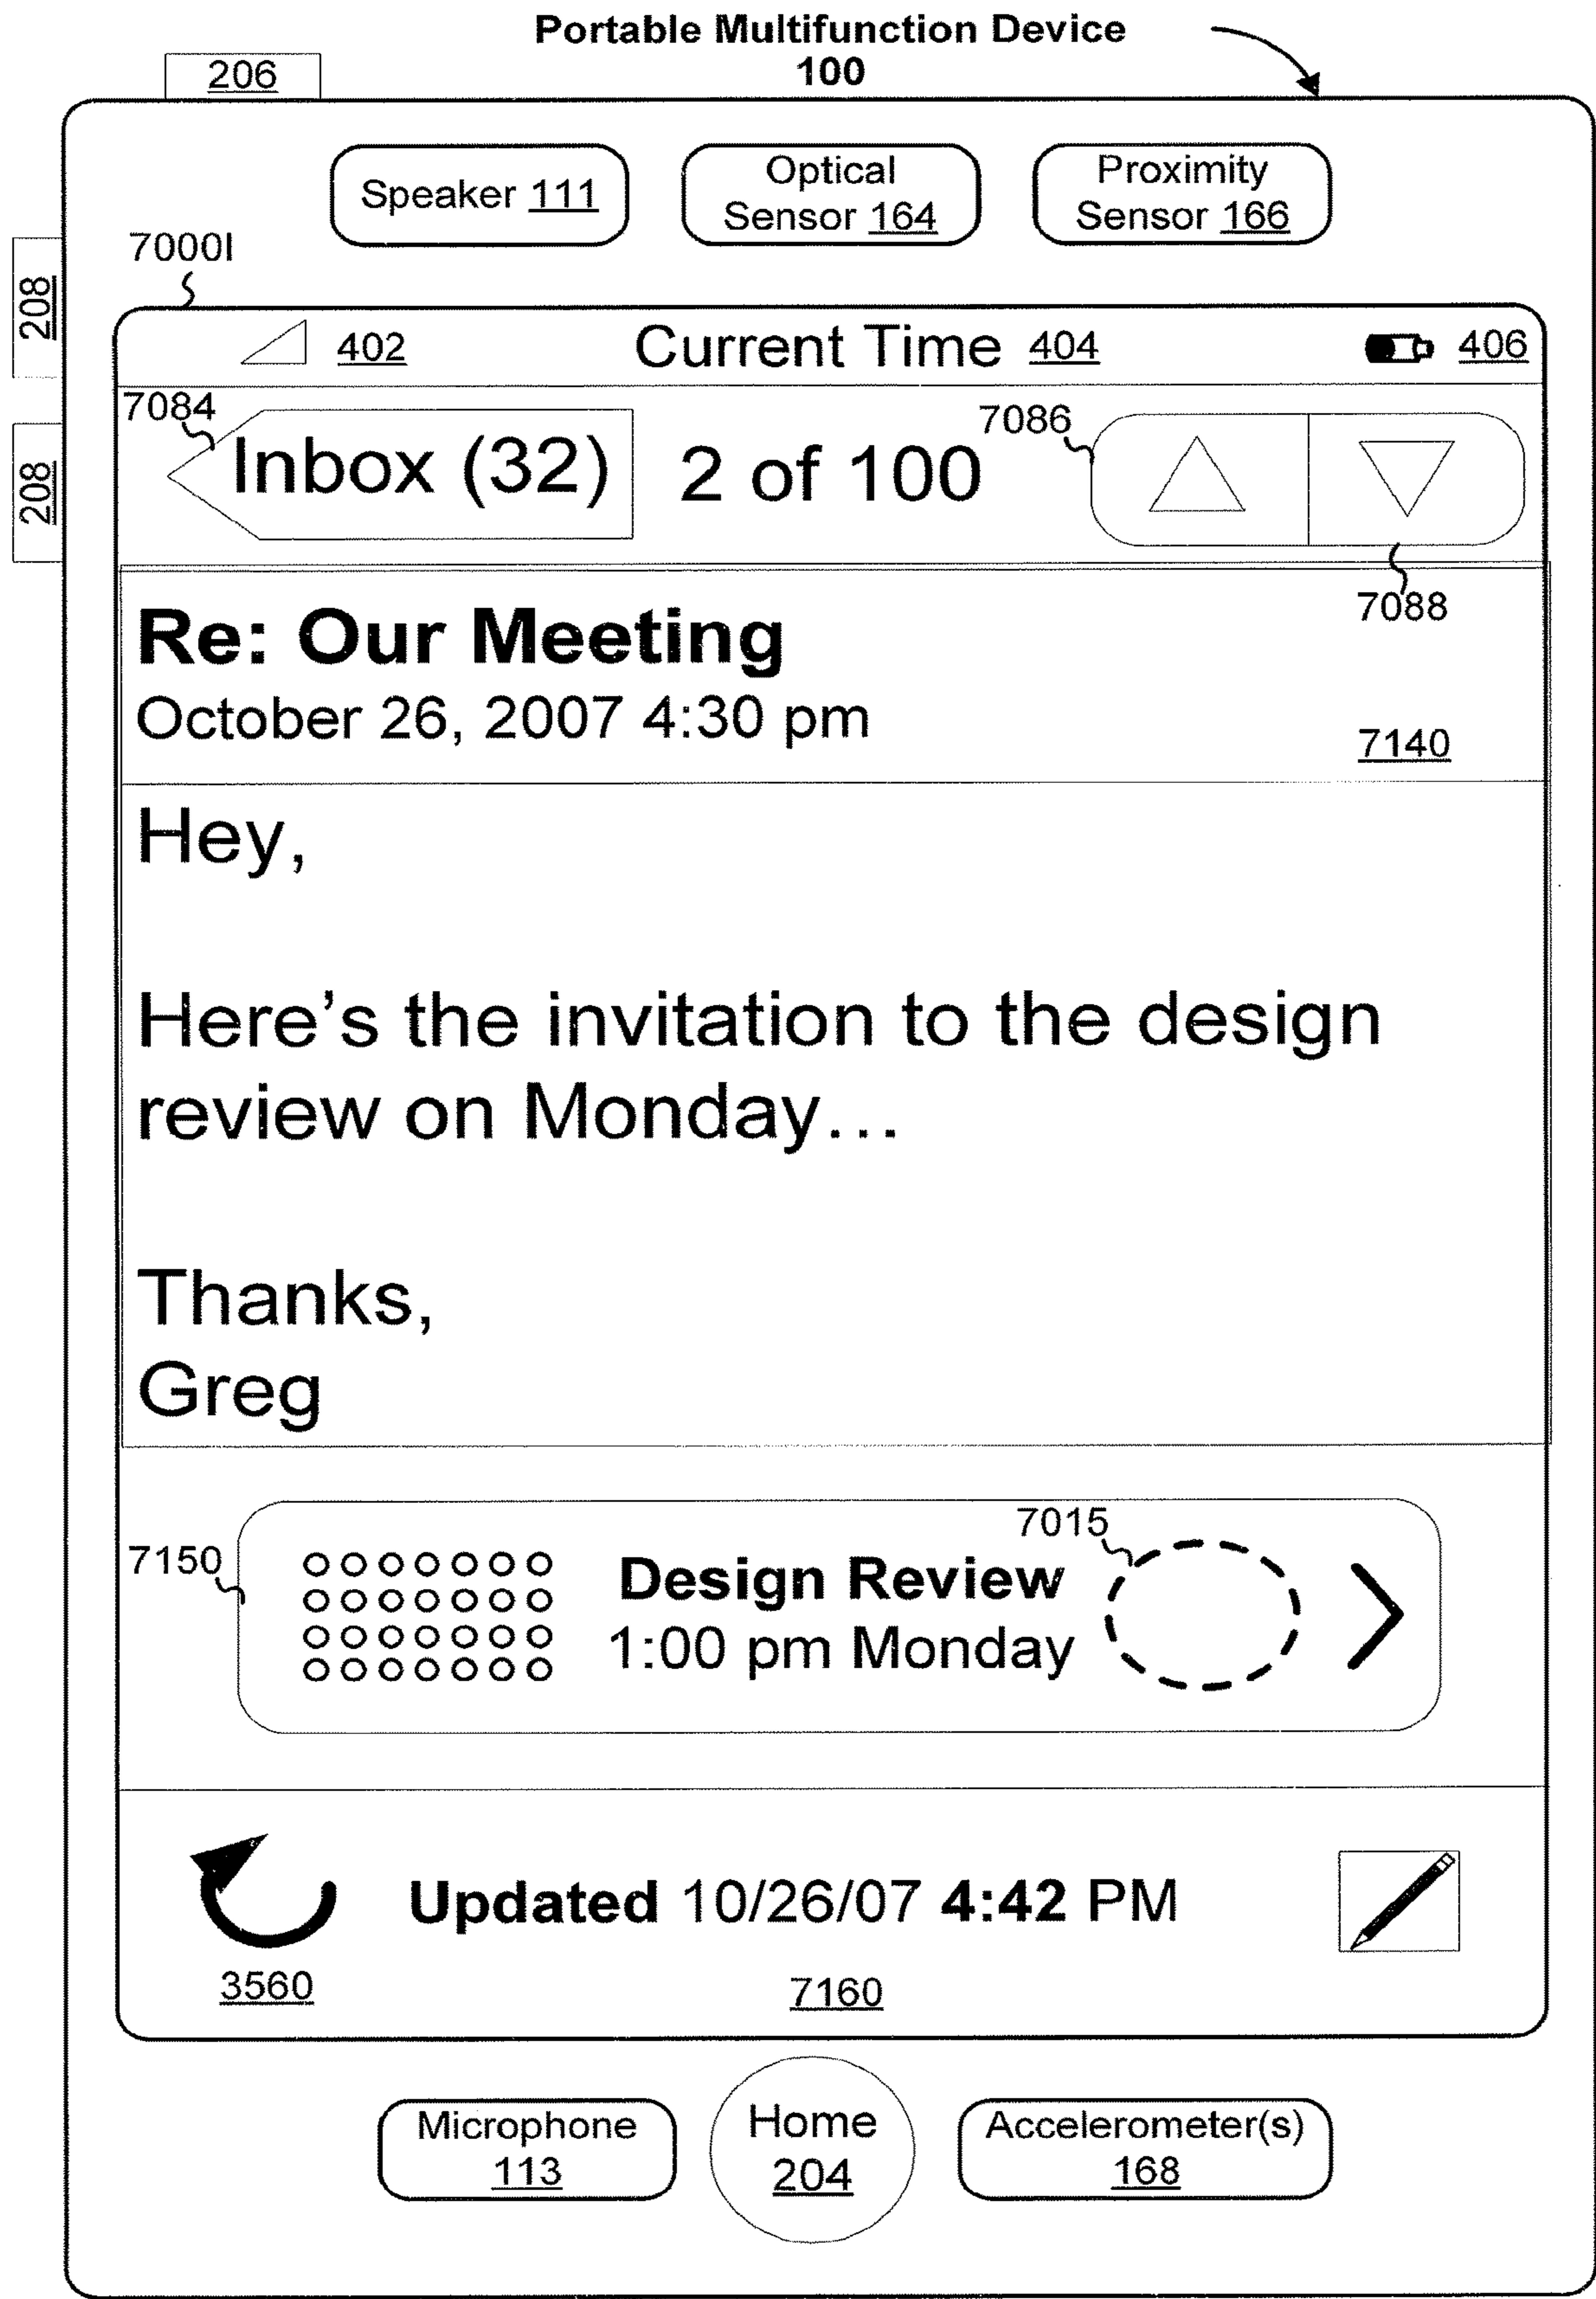 Portable Multifunction Device
100
206
Speaker 111
Optical
Sensor 164
Proximity
Sensor 166
7000I
208
208
402
Current Time 404
406
7084
Inbox (32)
2 of 100
7086
7088
Re: Our Meeting
October 26, 2007 4:30 pm
7140
Hey,
Here's the invitation to the design
review on Monday...
Thanks,
Greg
7150
7015
Design Review
1:00 pm Monday
Updated 10/26/07 4:42 PM
3560
7160
Microphone
113
Home
204
Accelerometer(s)
168